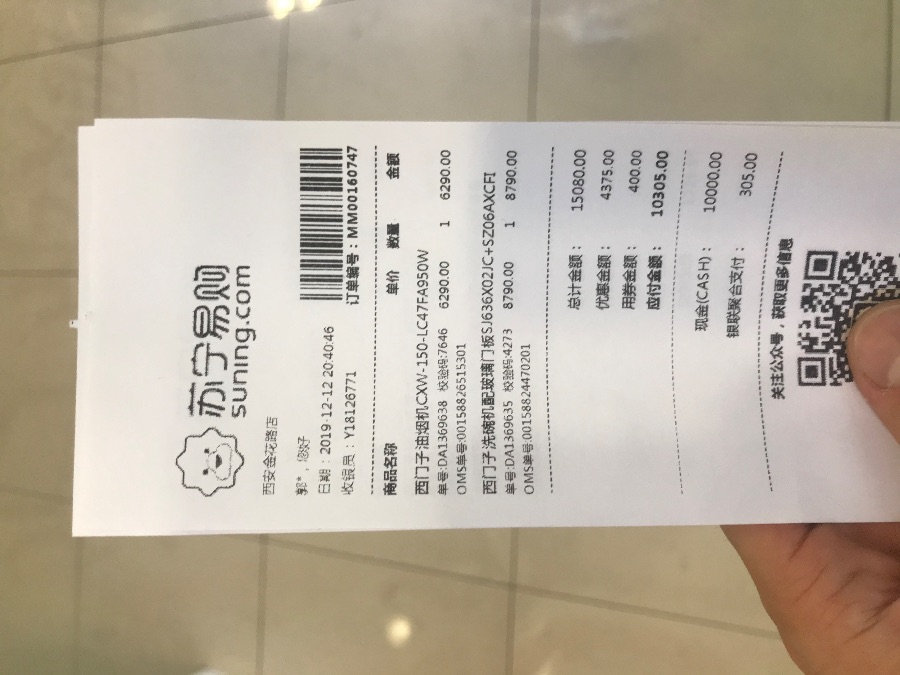 苏宁易购
suning.com
西安金花路店
郭*，您好
日期：2019-12-12 20:40:46
收银员：Y18126771
订单编号：MM00160747
商品名称 单价 数量 金额
西门子油烟机CXW-150-LC47FA950W
6290.00 1 6290.00
单号:DA1369638 校验码:7646
OMS单号:00158826515301
西门子洗碗机配玻璃门板SJ636X02JC+SZ06AXCFI
8790.00 1 8790.00
单号:DA1369635 校验码:4273
OMS单号:00158824470201
总计金额： 15080.00
优惠金额： 4375.00
用券金额： 400.00
应付金额： 10305.00
现金(CASH)： 10000.00
银联聚合支付： 305.00
关注公众号，获取更多信息